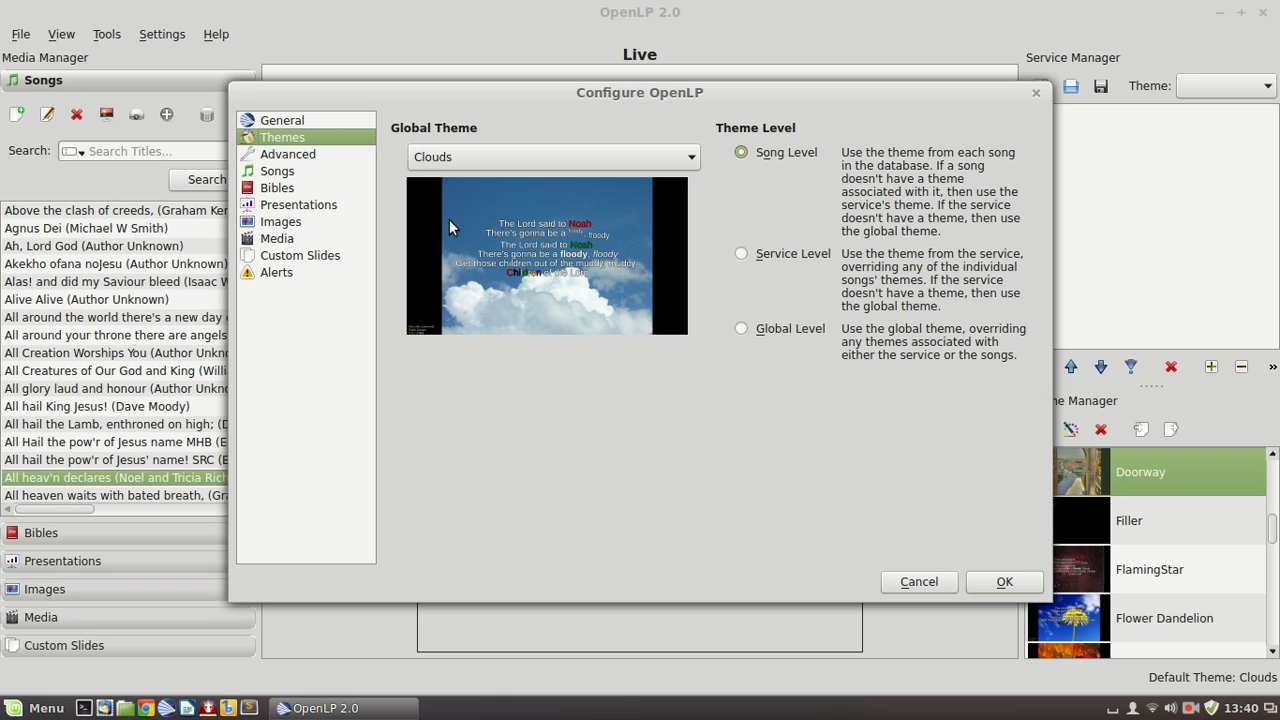 OpenLP 2.0
File View Tools Settings Help
Media Manager
Live
Service Manager
Songs
Theme:
Search: Search Titles...
Search
Above the clash of creeds, (Graham Ker
Agnus Dei (Michael W Smith)
Ah, Lord God (Author Unknown)
Akekho ofana noJesu (Author Unknown)
Alas! and did my Saviour bleed (Isaac W
Alive Alive (Author Unknown)
All around the world there's a new day
All around your throne there are angels
All Creation Worships You (Author Unkn
All Creatures of Our God and King (Willi
All glory laud and honour (Author Unkn
All hail King Jesus! (Dave Moody)
All hail the Lamb, enthroned on high; (D
All Hail the pow'r of Jesus name MHB (E
All hail the pow'r of Jesus' name! SRC (E
All heav'n declares (Noel and Tricia Rich
All heaven waits with bated breath, (Gra
Bibles
Presentations
Images
Media
Custom Slides
Configure OpenLP
General
Themes
Advanced
Songs
Bibles
Presentations
Images
Media
Custom Slides
Alerts
Global Theme
Clouds
The Lord said to Noah
There's gonna be a floody, floody
The Lord said to Noah
There's gonna be a floody, floody
Get those children out of the muddy, muddy
Children of the Lord
Theme Level
Song Level
Use the theme from each song
in the database. If a song
doesn't have a theme
associated with it, then use the
service's theme. If the service
doesn't have a theme, then use
the global theme.
Service Level
Use the theme from the service,
overriding any of the individual
songs' themes. If the service
doesn't have a theme, then use
the global theme.
Global Level
Use the global theme, overriding
any themes associated with
either the service or the songs.
Cancel
OK
»
me Manager
Doorway
Filler
FlamingStar
Flower Dandelion
Default Theme: Clouds
Menu
OpenLP 2.0
13:40